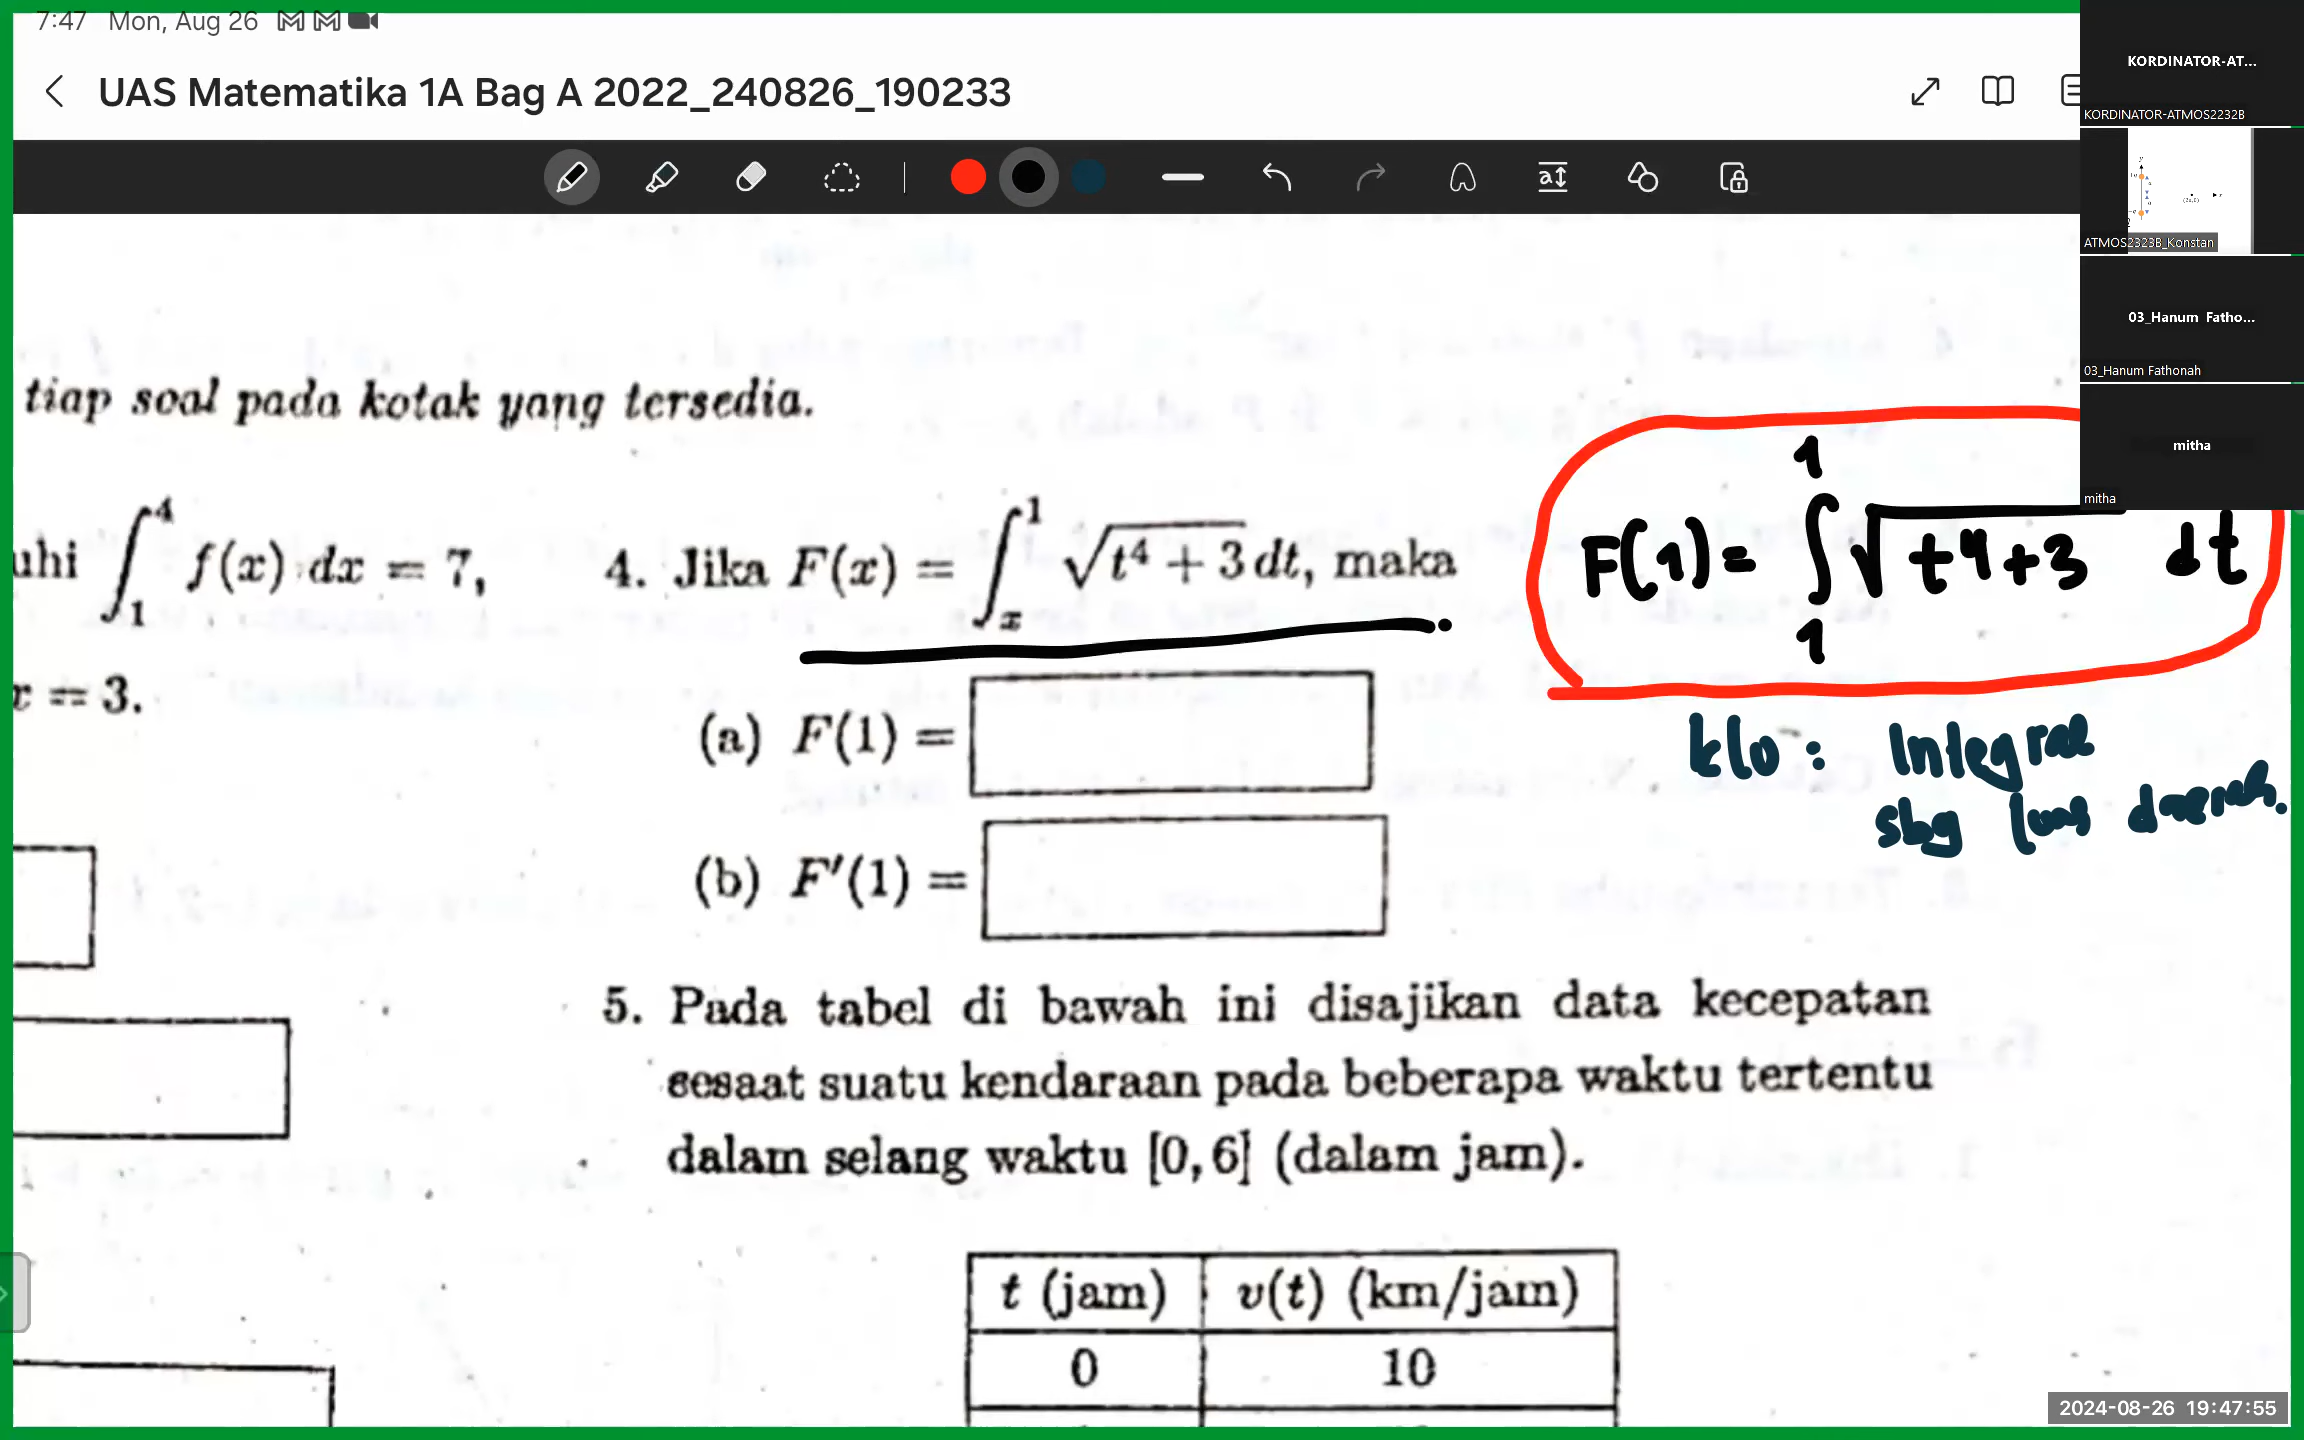 7:47 Mon, Aug 26
UAS Matematika 1A Bag A 2022_240826_190233
KORDINATOR-AT...
KORDINATOR-ATMOS2232B
ATMOS2323B_Konstan
03_Hanum Fatho...
03_Hanum Fathonah
mitha
mitha
tiap soal pada kotak yang tersedia.
uhi ∫₁⁴ f(x) dx = 7,
x = 3.
4. Jika F(x) = ∫ₓ¹ √(t⁴ + 3) dt, maka
(a) F(1) =
(b) F′(1) =
F(1) = ∫₁¹ √(t⁴+3) dt
klo : Integral
sbg luas daerah.
5. Pada tabel di bawah ini disajikan data kecepatan
sesaat suatu kendaraan pada beberapa waktu tertentu
dalam selang waktu [0, 6] (dalam jam).
t (jam) v(t) (km/jam)
0 10
2024-08-26 19:47:55